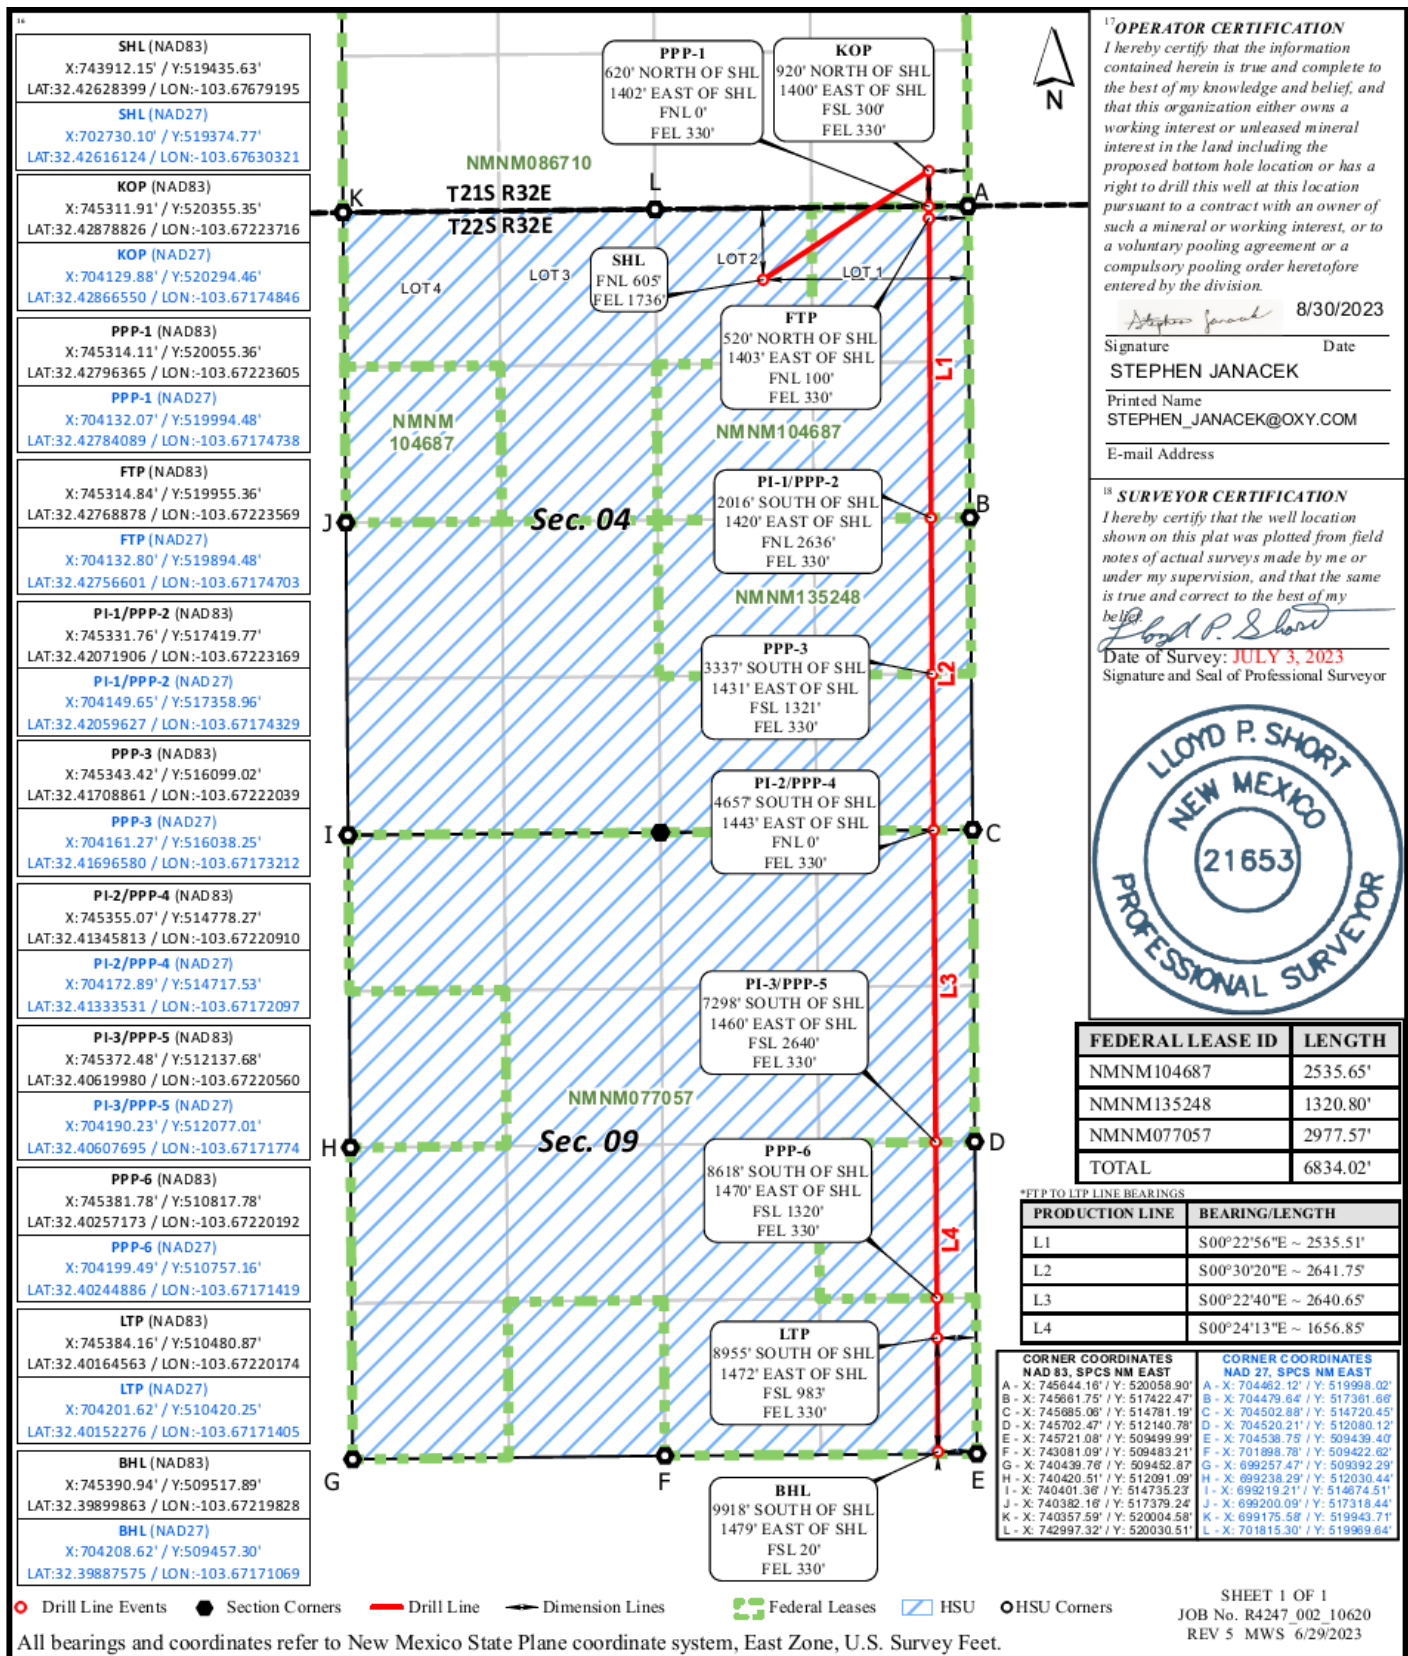 16
SHL (NAD83)
X:743912.15' / Y:519435.63'
LAT:32.42628399 / LON:-103.67679195
SHL (NAD27)
X:702730.10' / Y:519374.77'
LAT:32.42616124 / LON:-103.67630321
KOP (NAD83)
X:745311.91' / Y:520355.35'
LAT:32.42878826 / LON:-103.67223716
KOP (NAD27)
X:704129.88' / Y:520294.46'
LAT:32.42866550 / LON:-103.67174846
PPP-1 (NAD83)
X:745314.11' / Y:520055.36'
LAT:32.42796365 / LON:-103.67223605
PPP-1 (NAD27)
X:704132.07' / Y:519994.48'
LAT:32.42784089 / LON:-103.67174738
FTP (NAD83)
X:745314.84' / Y:519955.36'
LAT:32.42768878 / LON:-103.67223569
FTP (NAD27)
X:704132.80' / Y:519894.48'
LAT:32.42756601 / LON:-103.67174703
PI-1/PPP-2 (NAD83)
X:745331.76' / Y:517419.77'
LAT:32.42071906 / LON:-103.67223169
PI-1/PPP-2 (NAD27)
X:704149.65' / Y:517358.96'
LAT:32.42059627 / LON:-103.67174329
PPP-3 (NAD83)
X:745343.42' / Y:516099.02'
LAT:32.41708861 / LON:-103.67222039
PPP-3 (NAD27)
X:704161.27' / Y:516038.25'
LAT:32.41696580 / LON:-103.67173212
PI-2/PPP-4 (NAD83)
X:745355.07' / Y:514778.27'
LAT:32.41345813 / LON:-103.67220910
PI-2/PPP-4 (NAD27)
X:704172.89' / Y:514717.53'
LAT:32.41333531 / LON:-103.67172097
PI-3/PPP-5 (NAD83)
X:745372.48' / Y:512137.68'
LAT:32.40619980 / LON:-103.67220560
PI-3/PPP-5 (NAD27)
X:704190.23' / Y:512077.01'
LAT:32.40607695 / LON:-103.67171774
PPP-6 (NAD83)
X:745381.78' / Y:510817.78'
LAT:32.40257173 / LON:-103.67220192
PPP-6 (NAD27)
X:704199.49' / Y:510757.16'
LAT:32.40244886 / LON:-103.67171419
LTP (NAD83)
X:745384.16' / Y:510480.87'
LAT:32.40164563 / LON:-103.67220174
LTP (NAD27)
X:704201.62' / Y:510420.25'
LAT:32.40152276 / LON:-103.67171405
BHL (NAD83)
X:745390.94' / Y:509517.89'
LAT:32.39899863 / LON:-103.67219828
BHL (NAD27)
X:704208.62' / Y:509457.30'
LAT:32.39887575 / LON:-103.67171069
PPP-1
620' NORTH OF SHL
1402' EAST OF SHL
FNL 0'
FEL 330'
KOP
920' NORTH OF SHL
1400' EAST OF SHL
FSL 300'
FEL 330'
N
NMNM086710
K
T21S R32E
L
A
T22S R32E
SHL
FNL 605'
FEL 1736'
LOT 4
LOT 3
LOT 2
LOT 1
FTP
520' NORTH OF SHL
1403' EAST OF SHL
FNL 100'
FEL 330'
L1
NMNM
104687
NMNM104687
PI-1/PPP-2
2016' SOUTH OF SHL
1420' EAST OF SHL
FNL 2636'
FEL 330'
J
Sec. 04
B
NMNM135248
PPP-3
3337' SOUTH OF SHL
1431' EAST OF SHL
FSL 1321'
FEL 330'
L2
PI-2/PPP-4
4657' SOUTH OF SHL
1443' EAST OF SHL
FNL 0'
FEL 330'
I
C
PI-3/PPP-5
7298' SOUTH OF SHL
1460' EAST OF SHL
FSL 2640'
FEL 330'
L3
NMNM077057
H
Sec. 09
D
PPP-6
8618' SOUTH OF SHL
1470' EAST OF SHL
FSL 1320'
FEL 330'
L4
LTP
8955' SOUTH OF SHL
1472' EAST OF SHL
FSL 983'
FEL 330'
G
F
E
BHL
9918' SOUTH OF SHL
1479' EAST OF SHL
FSL 20'
FEL 330'
17 OPERATOR CERTIFICATION
I hereby certify that the information
contained herein is true and complete to
the best of my knowledge and belief, and
that this organization either owns a
working interest or unleased mineral
interest in the land including the
proposed bottom hole location or has a
right to drill this well at this location
pursuant to a contract with an owner of
such a mineral or working interest, or to
a voluntary pooling agreement or a
compulsory pooling order heretofore
entered by the division.
Stephen Janacek 8/30/2023
Signature Date
STEPHEN JANACEK
Printed Name
STEPHEN_JANACEK@OXY.COM
E-mail Address
18 SURVEYOR CERTIFICATION
I hereby certify that the well location
shown on this plat was plotted from field
notes of actual surveys made by me or
under my supervision, and that the same
is true and correct to the best of my
belief.
Lloyd P. Short
Date of Survey: JULY 3, 2023
Signature and Seal of Professional Surveyor
LLOYD P. SHORT
NEW MEXICO
21653
PROFESSIONAL SURVEYOR
FEDERAL LEASE ID LENGTH
NMNM104687 2535.65'
NMNM135248 1320.80'
NMNM077057 2977.57'
TOTAL 6834.02'
*FTP TO LTP LINE BEARINGS
PRODUCTION LINE BEARING/LENGTH
L1 S00°22'56"E ~ 2535.51'
L2 S00°30'20"E ~ 2641.75'
L3 S00°22'40"E ~ 2640.65'
L4 S00°24'13"E ~ 1656.85'
CORNER COORDINATES
NAD 83, SPCS NM EAST
A - X: 745644.16' / Y: 520058.90'
B - X: 745661.75' / Y: 517422.47'
C - X: 745685.06' / Y: 514781.19'
D - X: 745702.47' / Y: 512140.78'
E - X: 745721.08' / Y: 509499.99'
F - X: 743081.09' / Y: 509483.21'
G - X: 740439.76' / Y: 509452.87'
H - X: 740420.51' / Y: 512091.09'
I - X: 740401.36' / Y: 514735.23'
J - X: 740382.16' / Y: 517379.24'
K - X: 740357.59' / Y: 520004.58'
L - X: 742997.32' / Y: 520030.51'
CORNER COORDINATES
NAD 27, SPCS NM EAST
A - X: 704462.12' / Y: 519998.02'
B - X: 704479.64' / Y: 517361.66'
C - X: 704502.88' / Y: 514720.45'
D - X: 704520.21' / Y: 512080.12'
E - X: 704538.75' / Y: 509439.40'
F - X: 701898.78' / Y: 509422.62'
G - X: 699257.47' / Y: 509392.29'
H - X: 699238.29' / Y: 512030.44'
I - X: 699219.21' / Y: 514674.51'
J - X: 699200.09' / Y: 517318.44'
K - X: 699175.58' / Y: 519943.71'
L - X: 701815.30' / Y: 519969.64'
Drill Line Events Section Corners Drill Line Dimension Lines Federal Leases HSU HSU Corners
All bearings and coordinates refer to New Mexico State Plane coordinate system, East Zone, U.S. Survey Feet.
SHEET 1 OF 1
JOB No. R4247_002_10620
REV 5 MWS 6/29/2023